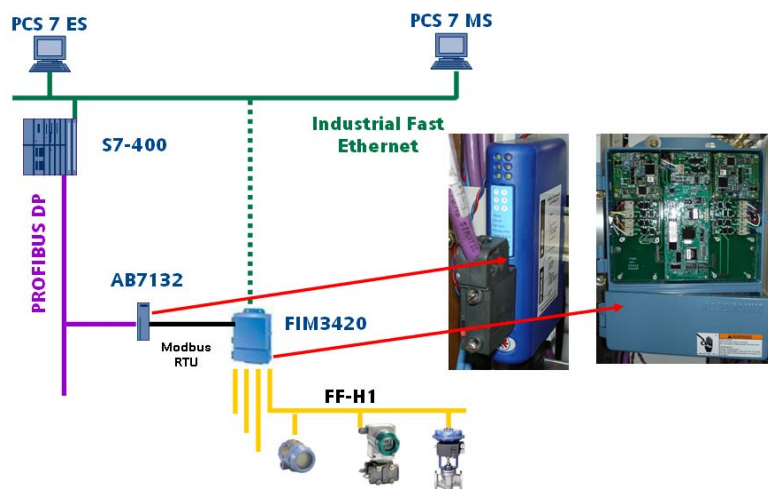 PCS 7 ES
PCS 7 MS
Industrial Fast
Ethernet
S7-400
PROFIBUS DP
AB7132
FIM3420
Modbus
RTU
FF-H1